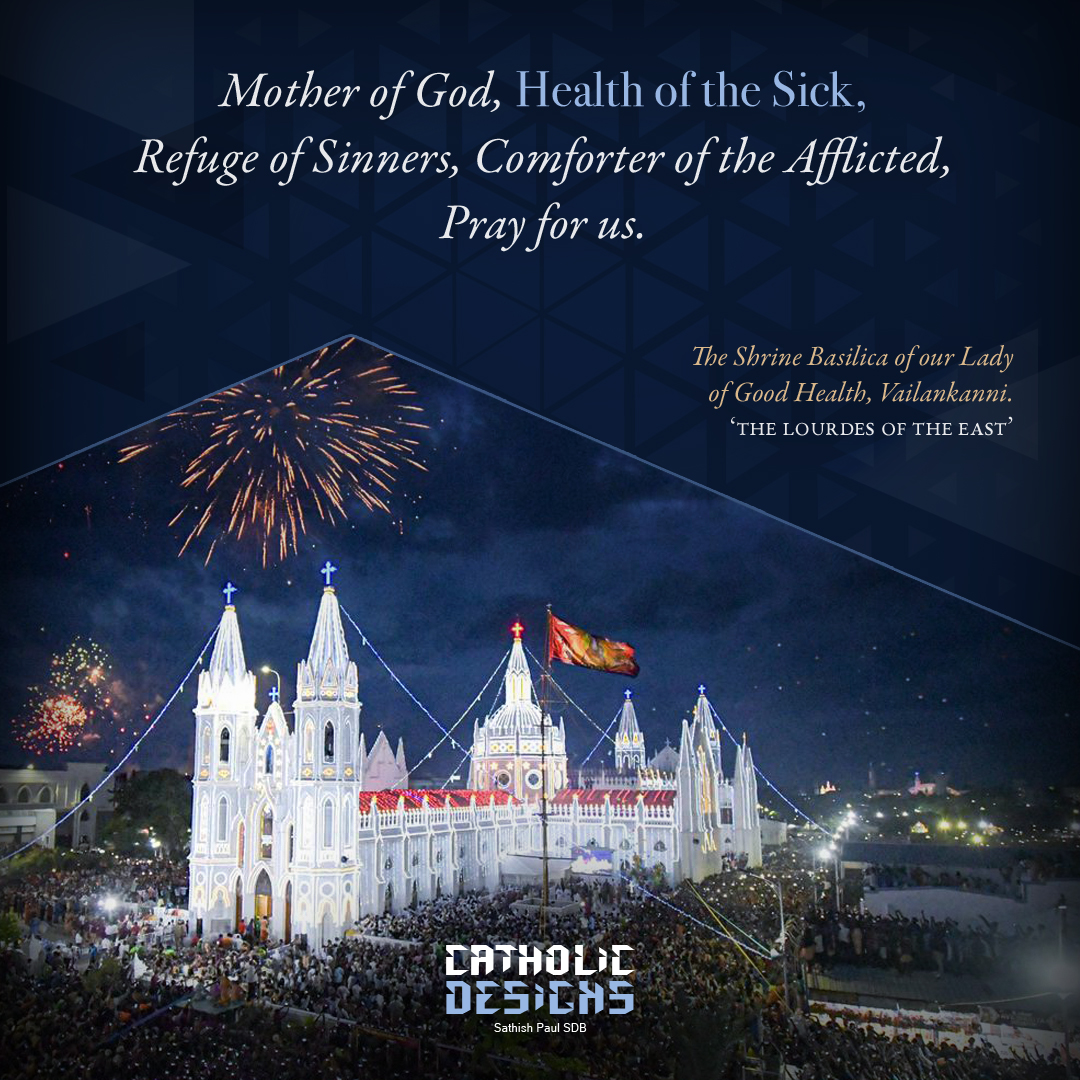 Mother of God, Health of the Sick,
Refuge of Sinners, Comforter of the Afflicted,
Pray for us.
The Shrine Basilica of our Lady
of Good Health, Vailankanni.
‘THE LOURDES OF THE EAST’
CATHOLIC
DESIGNS
Sathish Paul SDB